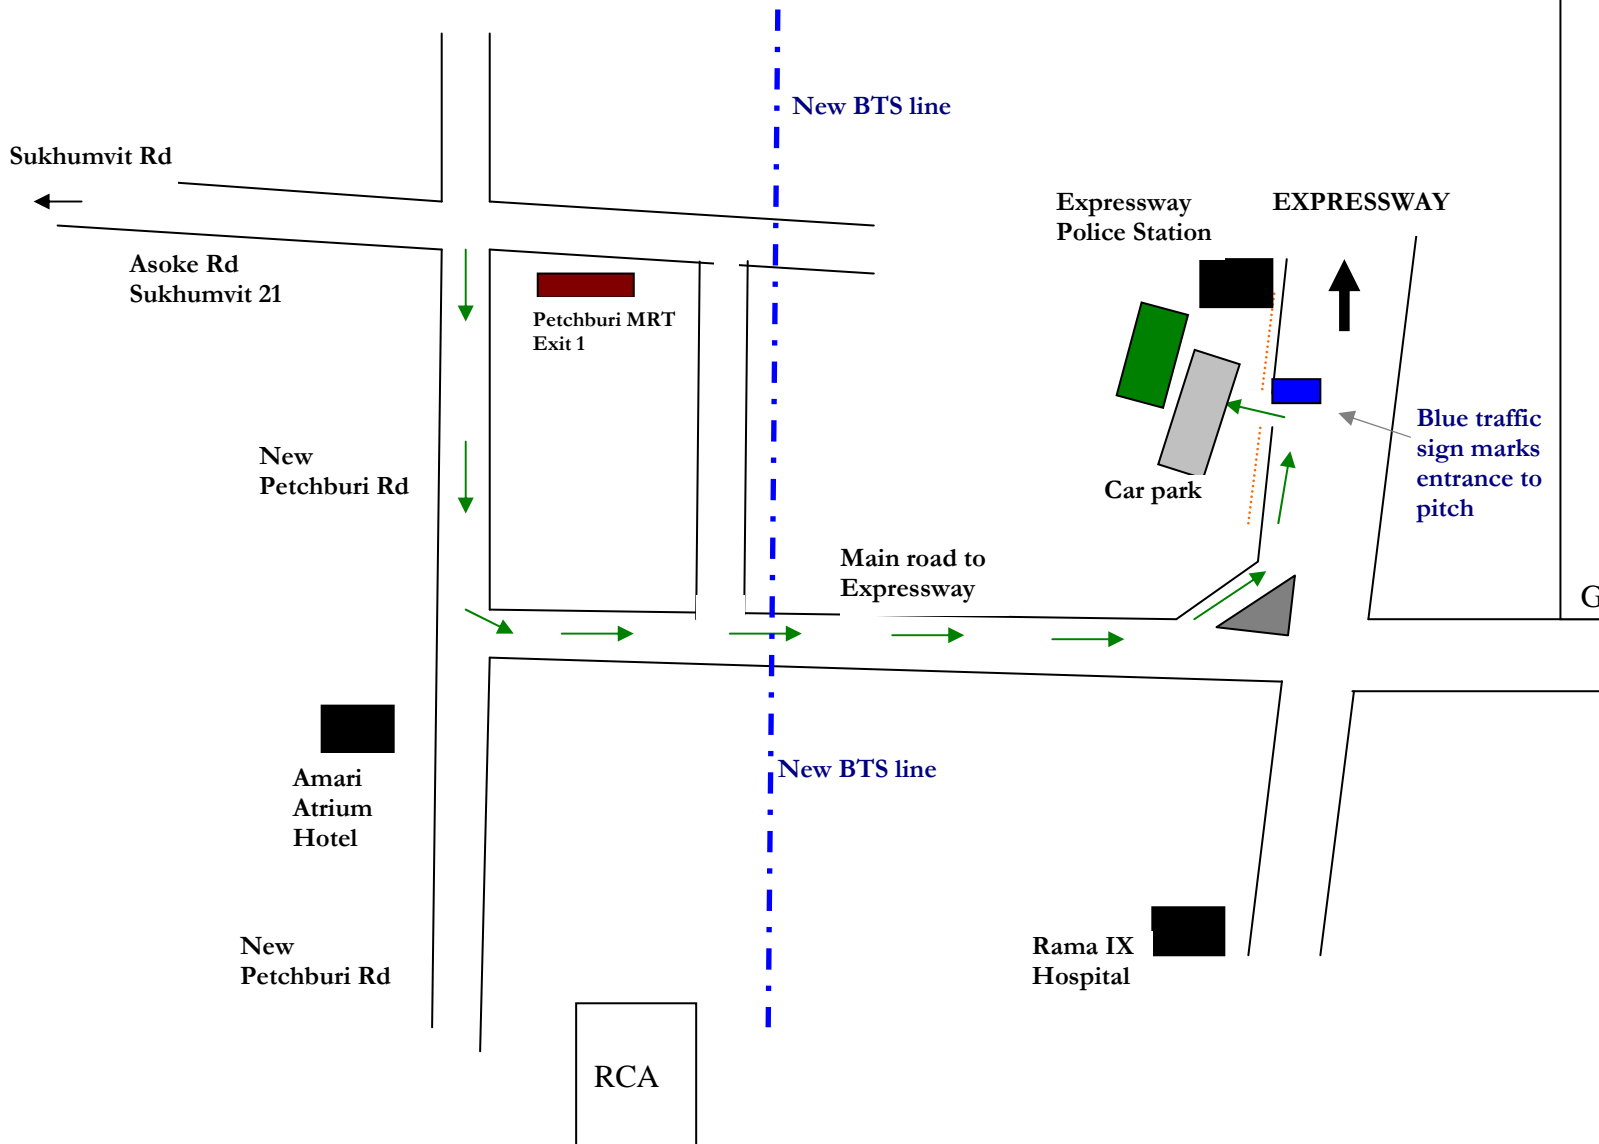 New BTS line
Sukhumvit Rd
Expressway
Police Station
EXPRESSWAY
Asoke Rd
Sukhumvit 21
Petchburi MRT
Exit 1
Blue traffic
sign marks
entrance to
pitch
New
Petchburi Rd
Car park
Main road to
Expressway
G
New BTS line
Amari
Atrium
Hotel
New
Petchburi Rd
Rama IX
Hospital
RCA